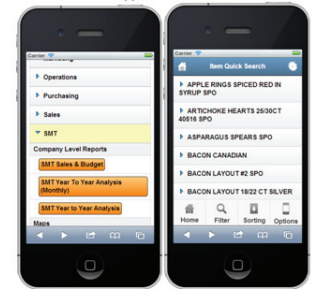 Carrier
Marketing
Operations
Purchasing
Sales
SMT
Company Level Reports
SMT Sales & Budget
SMT Year To Year Analysis
(Monthly)
SMT Year to Year Analysis
Maps
Carrier
Item Quick Search
APPLE RINGS SPICED RED IN
SYRUP SPO
ARTICHOKE HEARTS 25/30CT
40516 SPO
ASPARAGUS SPEARS SPO
BACON CANADIAN
BACON LAYOUT #2 SPO
BACON LAYOUT 18/22 CT SILVER
Home Filter Sorting Options